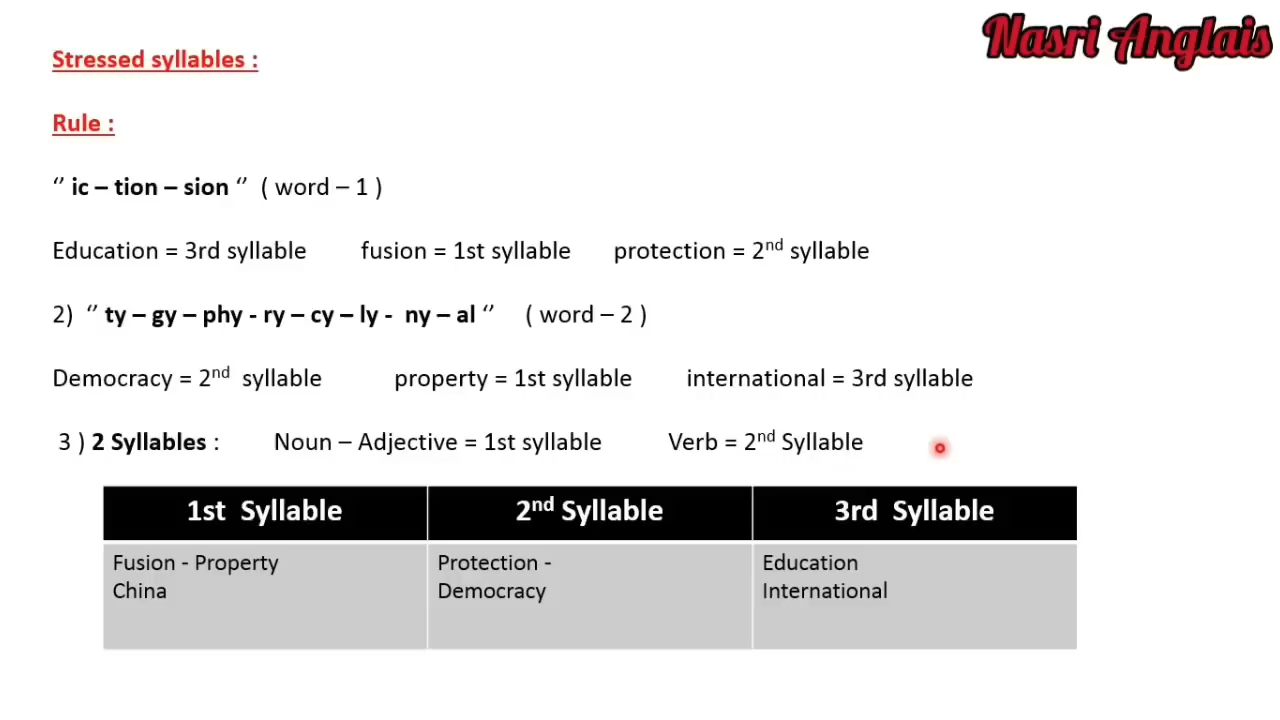 Nasri Anglais
Stressed syllables :
Rule :
‘’ ic – tion – sion ‘’ ( word – 1 )
Education = 3rd syllable fusion = 1st syllable protection = 2nd syllable
2) ‘’ ty – gy – phy - ry – cy – ly - ny – al ‘’ ( word – 2 )
Democracy = 2nd syllable property = 1st syllable international = 3rd syllable
3 ) 2 Syllables : Noun – Adjective = 1st syllable Verb = 2nd Syllable
1st Syllable 2nd Syllable 3rd Syllable
Fusion - Property Protection - Education
China Democracy International